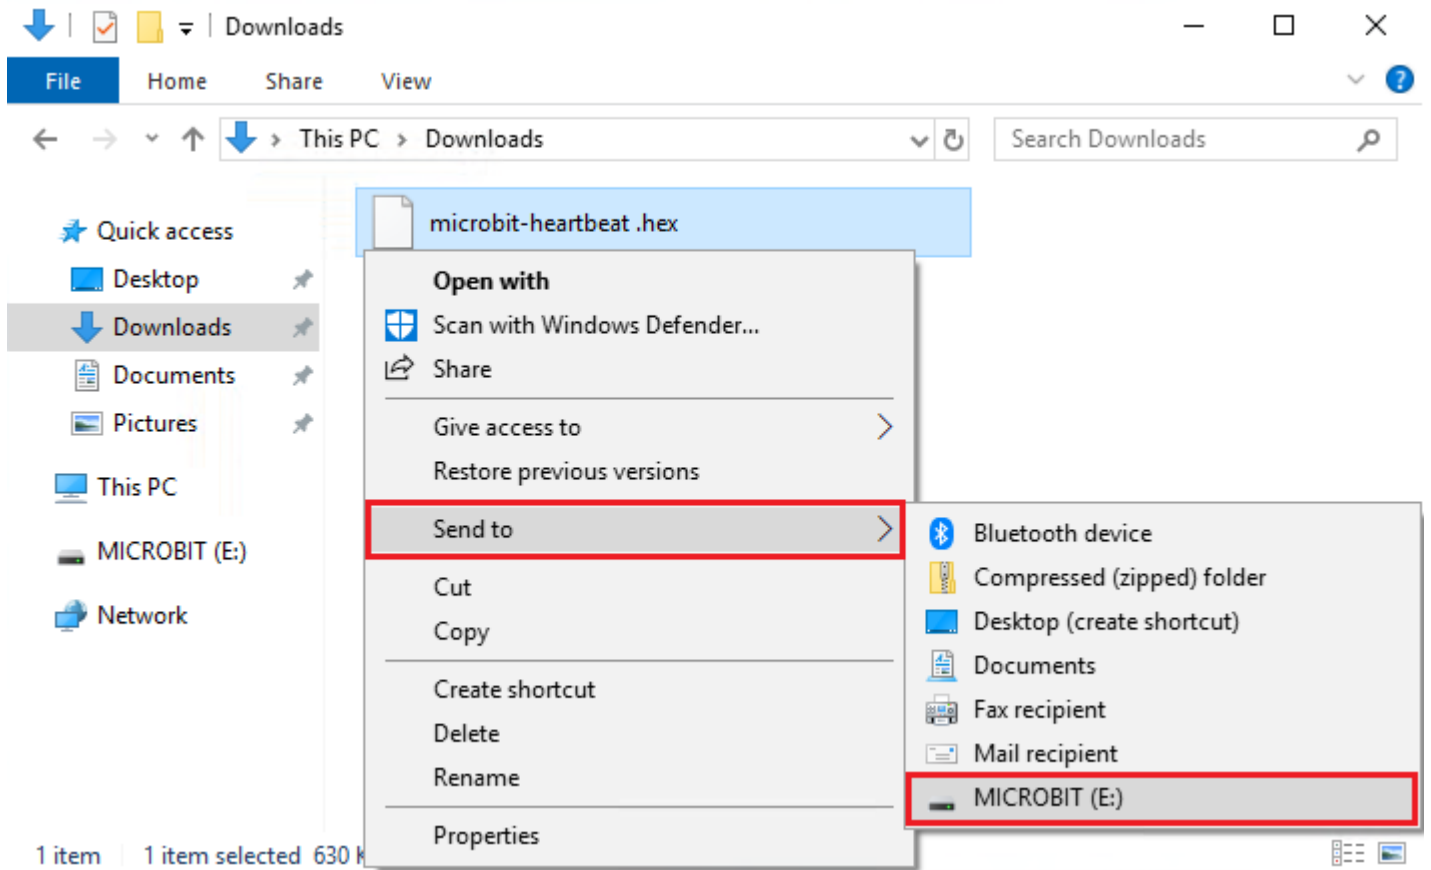 Downloads
File Home Share View
?
This PC > Downloads
Search Downloads
Quick access
Desktop
Downloads
Documents
Pictures
This PC
MICROBIT (E:)
Network
microbit-heartbeat .hex
Open with
Scan with Windows Defender...
Share
Give access to
Restore previous versions
Send to
Cut
Copy
Create shortcut
Delete
Rename
Properties
Bluetooth device
Compressed (zipped) folder
Desktop (create shortcut)
Documents
Fax recipient
Mail recipient
MICROBIT (E:)
1 item 1 item selected 630